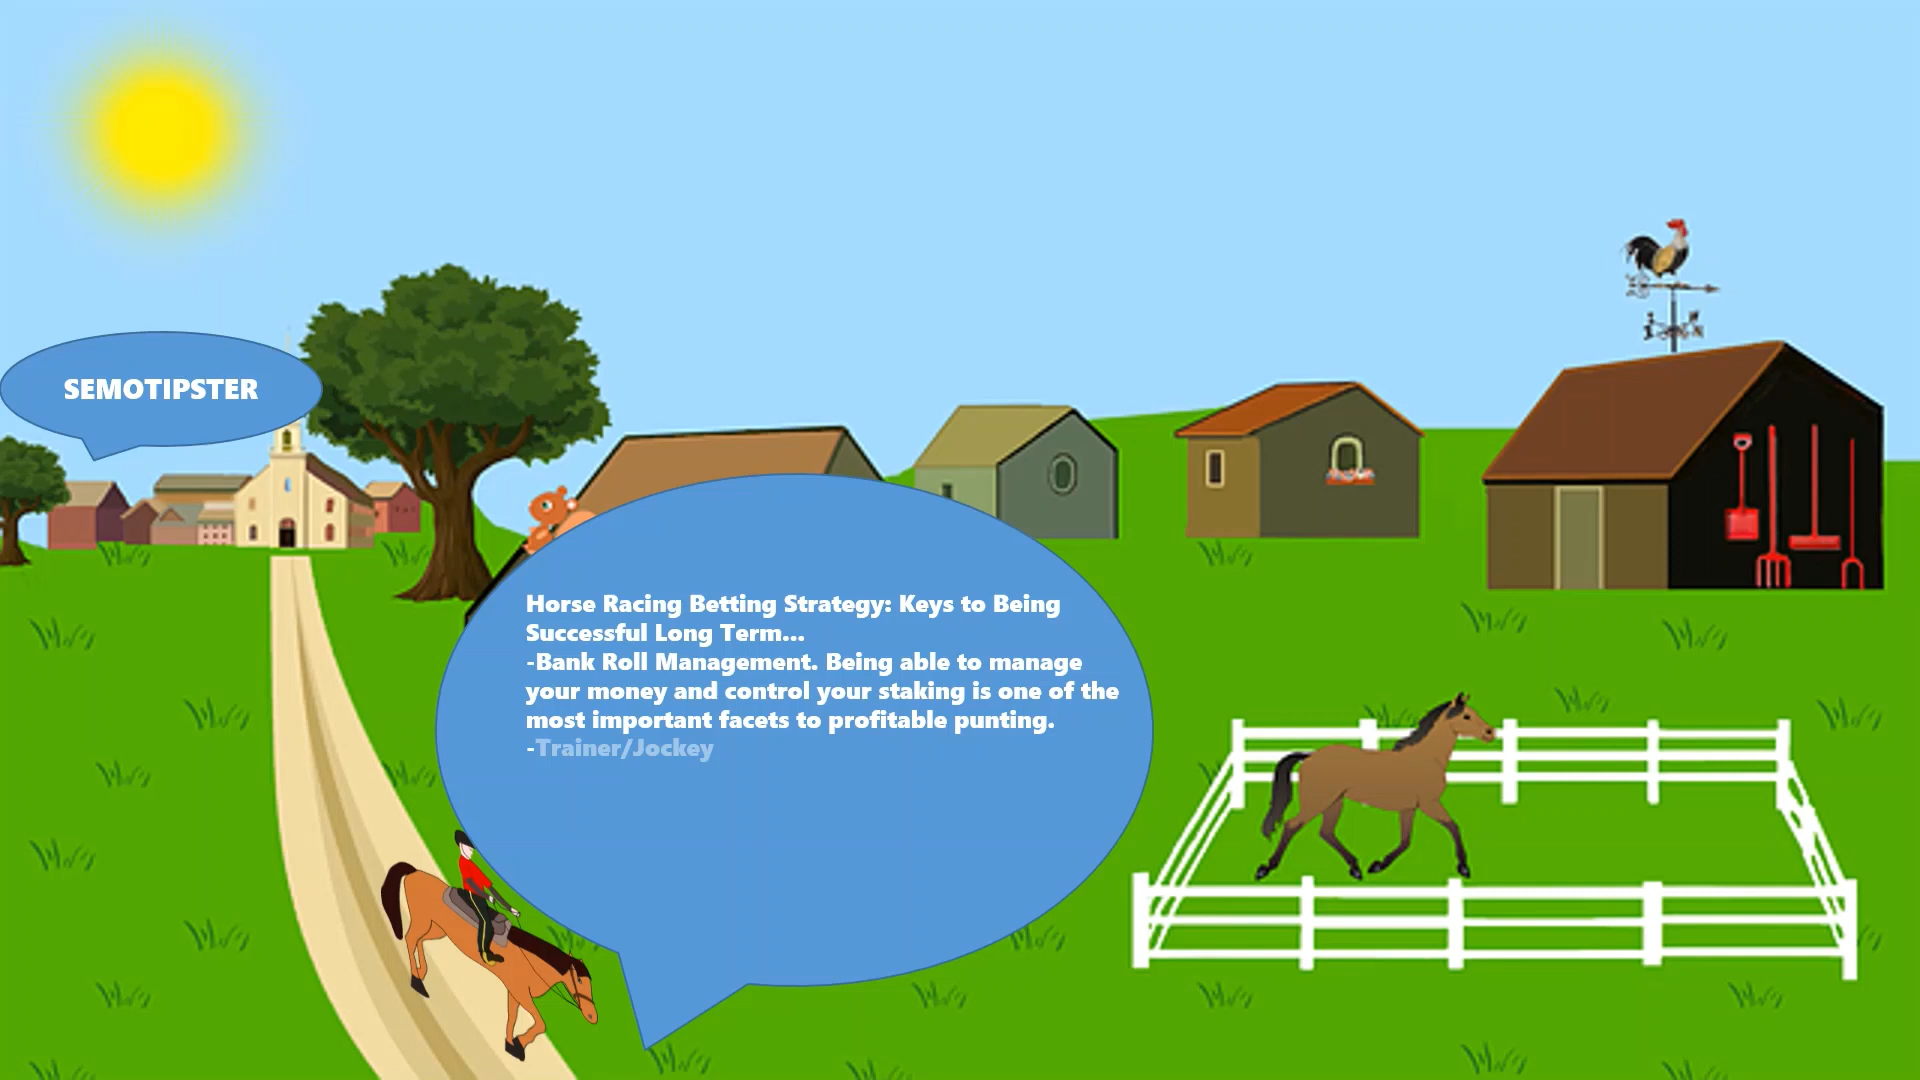 SEMOTIPSTER
Horse Racing Betting Strategy: Keys to Being
Successful Long Term...
-Bank Roll Management. Being able to manage
your money and control your staking is one of the
most important facets to profitable punting.
-Trainer/Jockey